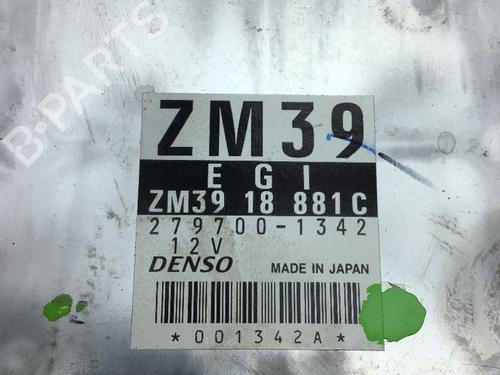 B-PARTS
ZM39
EGI
ZM39 18 881C
279700-1342
12V
DENSO MADE IN JAPAN
*001342A*